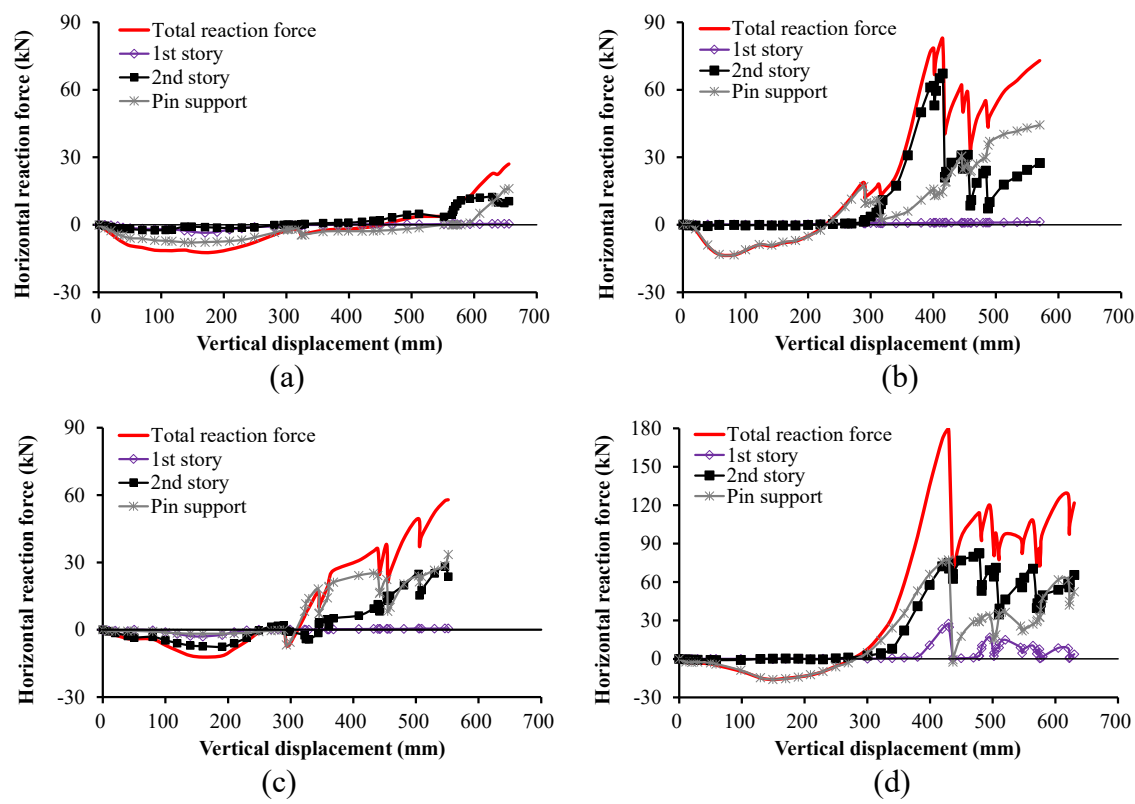 Horizontal reaction force (kN)
90
60
30
0
-30
Total reaction force
1st story
2nd story
Pin support
0 100 200 300 400 500 600 700
Vertical displacement (mm)
(a)
Horizontal reaction force (kN)
90
60
30
0
-30
Total reaction force
1st story
2nd story
Pin support
0 100 200 300 400 500 600 700
Vertical displacement (mm)
(b)
Horizontal reaction force (kN)
90
60
30
0
-30
Total reaction force
1st story
2nd story
Pin support
0 100 200 300 400 500 600 700
Vertical displacement (mm)
(c)
Horizontal reaction force (kN)
180
150
120
90
60
30
0
-30
Total reaction force
1st story
2nd story
Pin support
0 100 200 300 400 500 600 700
Vertical displacement (mm)
(d)